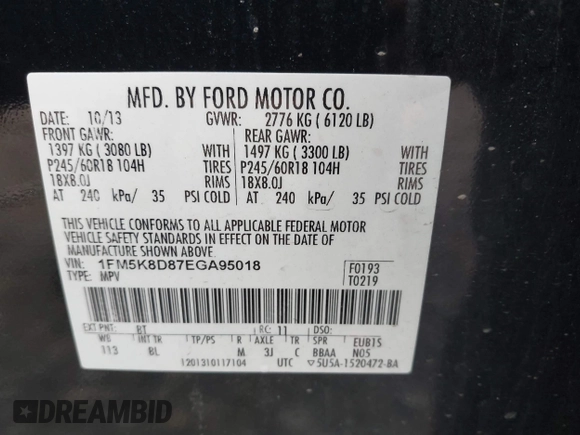 MFD. BY FORD MOTOR CO.
DATE: 10/13 GVWR: 2776 KG ( 6120 LB)
FRONT GAWR: REAR GAWR:
1397 KG ( 3080 LB) WITH 1497 KG ( 3300 LB) WITH
P245/60R18 104H TIRES P245/60R18 104H TIRES
18X8.0J RIMS 18X8.0J RIMS
AT 240 kPa/ 35 PSI COLD AT 240 kPa/ 35 PSI COLD
THIS VEHICLE CONFORMS TO ALL APPLICABLE FEDERAL MOTOR
VEHICLE SAFETY STANDARDS IN EFFECT ON THE DATE OF
MANUFACTURE SHOWN ABOVE.
VIN: 1FM5K8D87EGA95018
TYPE: MPV
F0193
T0219
EXT PNT: BT RC: 11 DSO:
WB INT TR TP/PS R AXLE TR SPR EUB15
113 BL M 3J C BBAA N05
1201310117104 UTC 5U5A-1520472-BA
DREAMBID